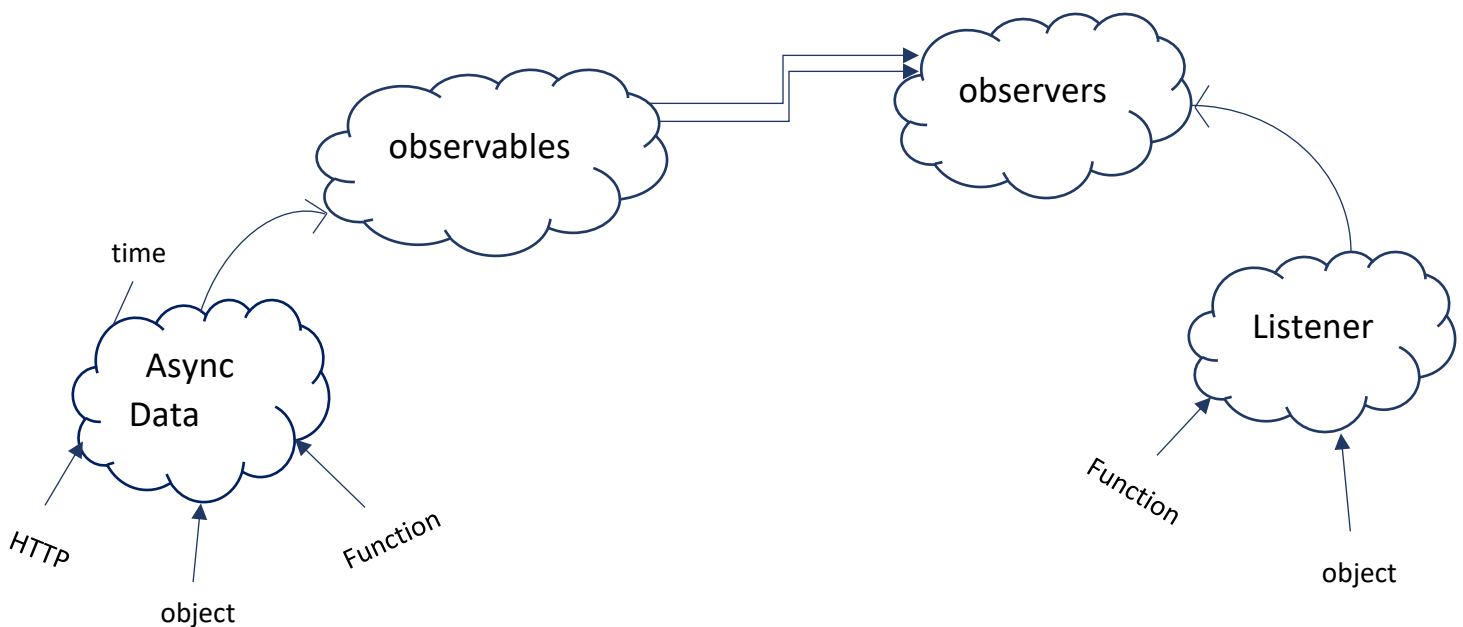 observers
observables
time
Listener
Async
Data
Function
HTTP
Function
object
object